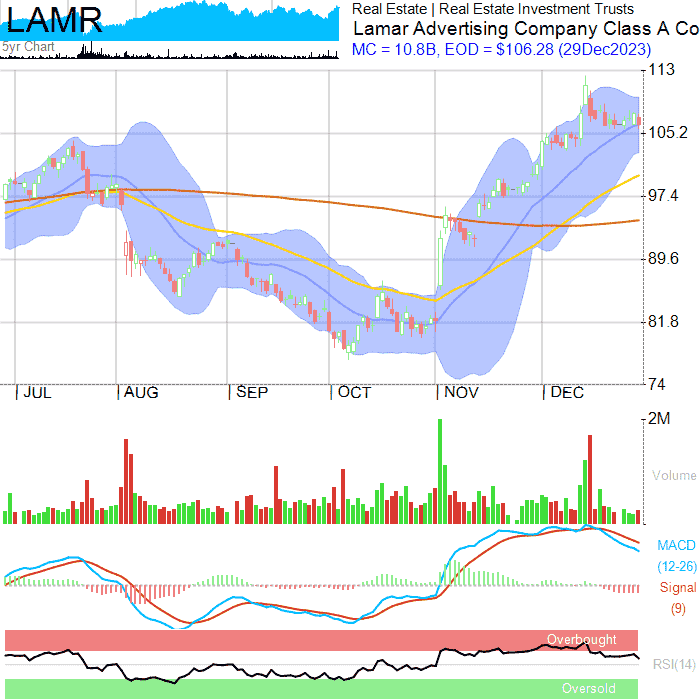 LAMR
5yr Chart
Real Estate | Real Estate Investment Trusts
Lamar Advertising Company Class A Co
MC = 10.8B, EOD = $106.28 (29Dec2023)
113
105.2
97.4
89.6
81.8
74
JUL AUG SEP OCT NOV DEC
2M
Volume
MACD
(12-26)
Signal
(9)
Overbought
RSI(14)
Oversold